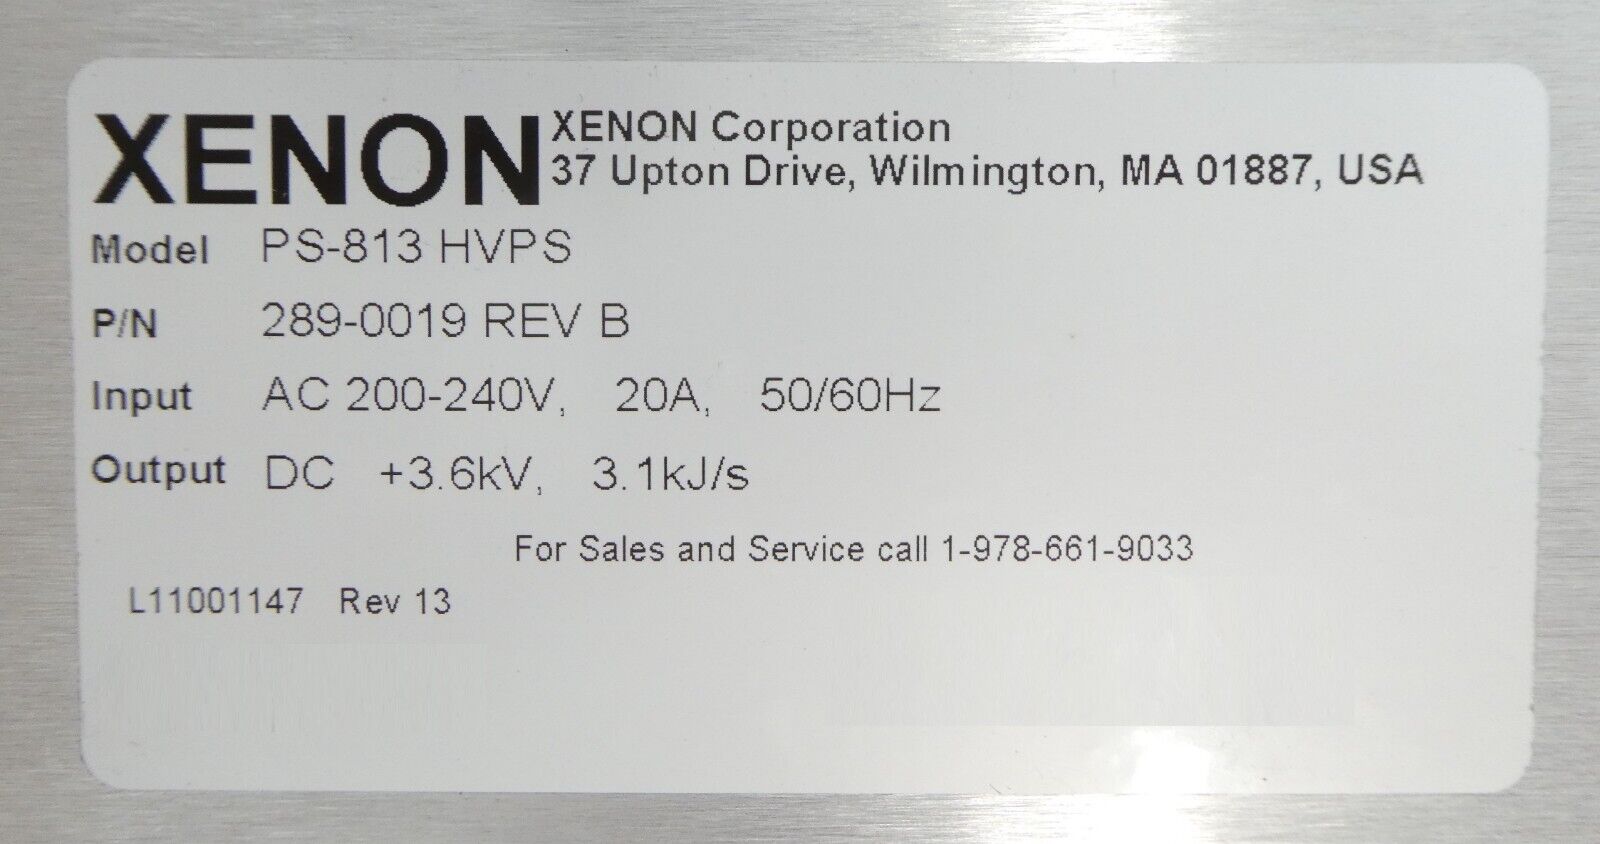 XENON
XENON Corporation
37 Upton Drive, Wilmington, MA 01887, USA
Model PS-813 HVPS
P/N 289-0019 REV B
Input AC 200-240V, 20A, 50/60Hz
Output DC +3.6kV, 3.1kJ/s
For Sales and Service call 1-978-661-9033
L11001147 Rev 13